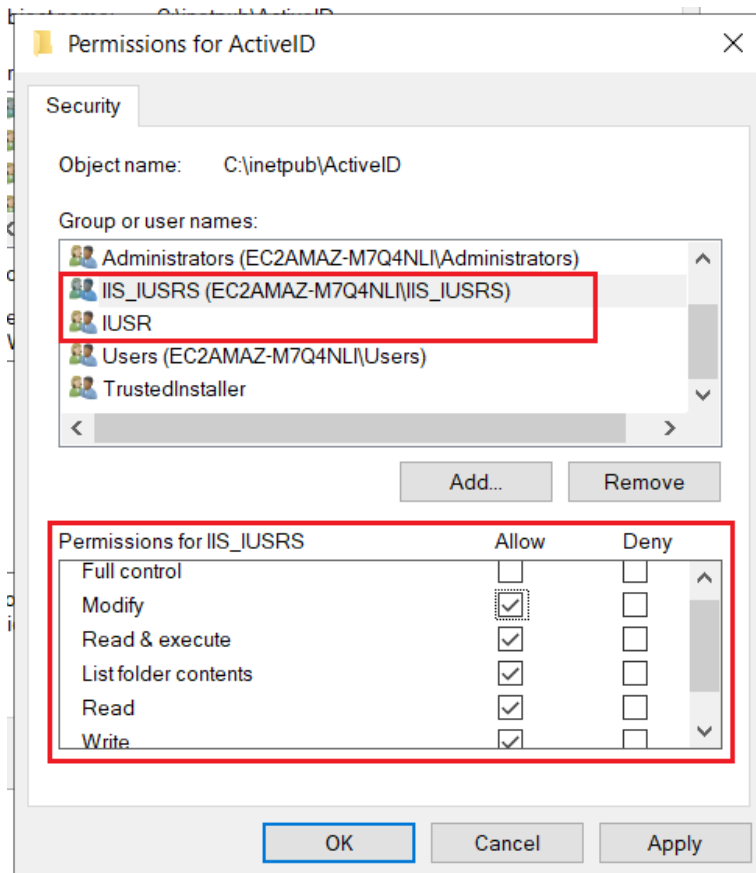 Permissions for ActiveID
Security
Object name: C:\inetpub\ActiveID
Group or user names:
Administrators (EC2AMAZ-M7Q4NLI\Administrators)
IIS_IUSRS (EC2AMAZ-M7Q4NLI\IIS_IUSRS)
IUSR
Users (EC2AMAZ-M7Q4NLI\Users)
TrustedInstaller
Add... Remove
Permissions for IIS_IUSRS Allow Deny
Full control
Modify
Read & execute
List folder contents
Read
Write
OK Cancel Apply